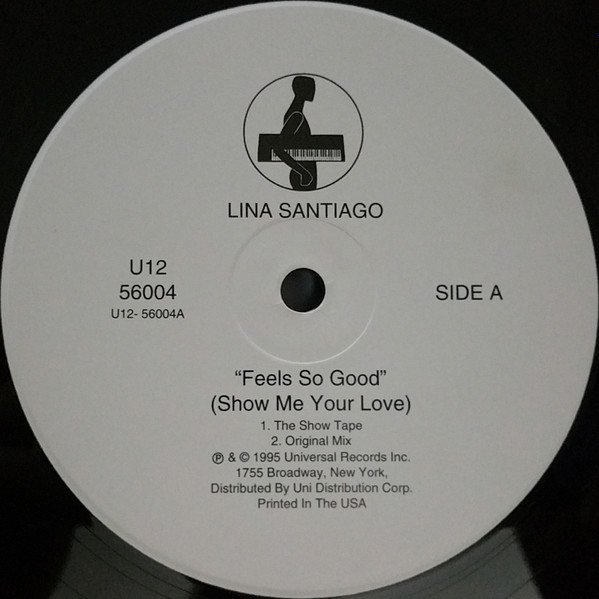 LINA SANTIAGO
U12
56004
U12- 56004A
SIDE A
“Feels So Good”
(Show Me Your Love)
1. The Show Tape
2. Original Mix
℗ & © 1995 Universal Records Inc.
1755 Broadway, New York,
Distributed By Uni Distribution Corp.
Printed In The USA